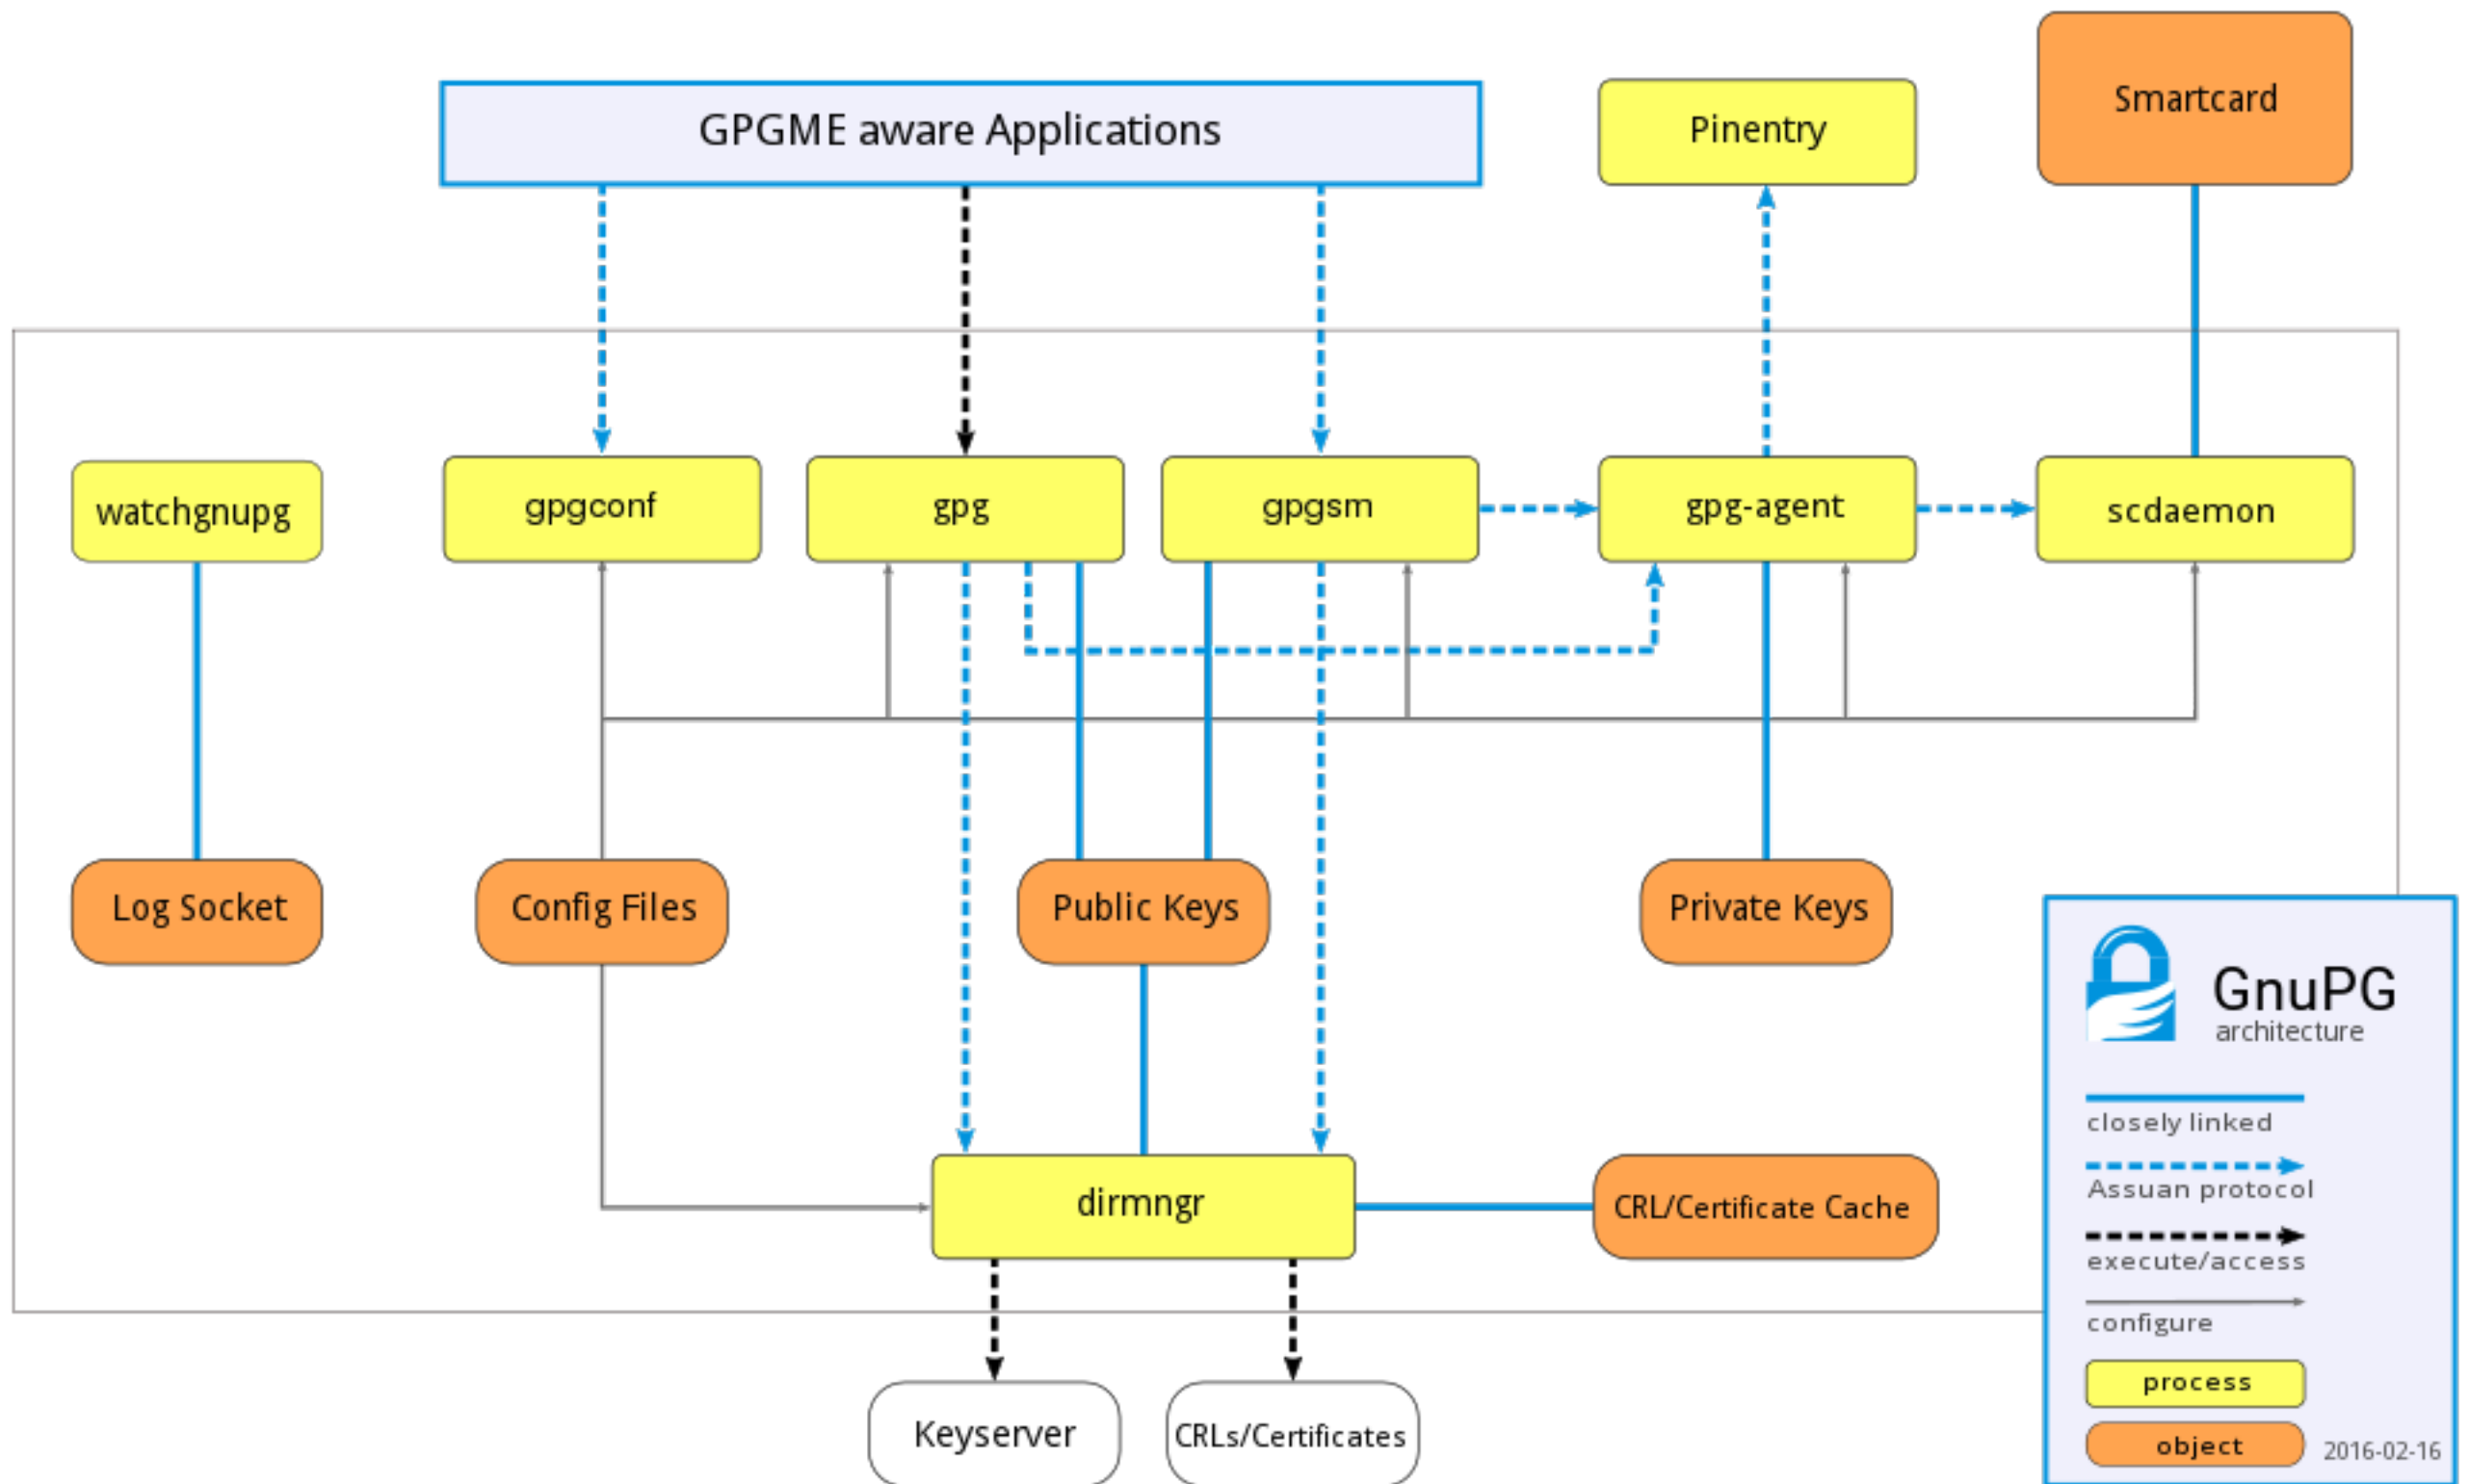 GPGME aware Applications
Pinentry
Smartcard
watchgnupg
gpgconf
gpg
gpgsm
gpg-agent
scdaemon
Log Socket
Config Files
Public Keys
Private Keys
dirmngr
CRL/Certificate Cache
Keyserver
CRLs/Certificates
GnuPG
architecture
closely linked
Assuan protocol
execute/access
configure
process
object
2016-02-16